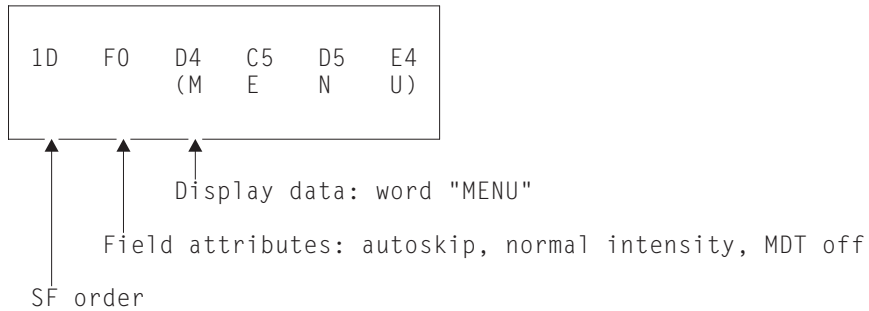 1D F0 D4 C5 D5 E4
(M E N U)
Display data: word "MENU"
Field attributes: autoskip, normal intensity, MDT off
SF order